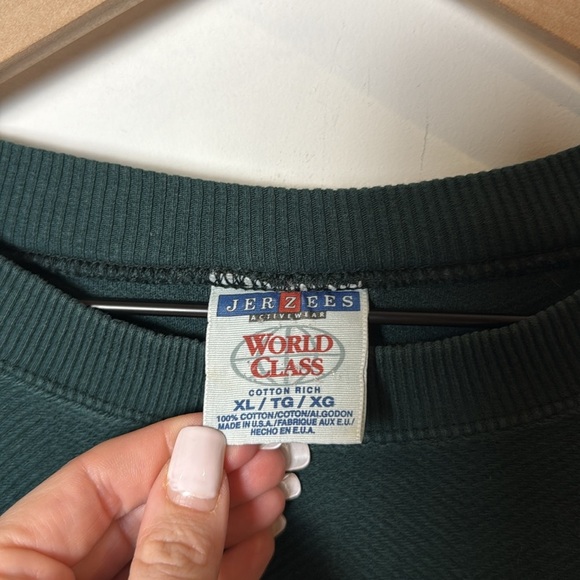 JERZEES
ACTIVEWEAR
WORLD
CLASS
COTTON RICH
XL / TG / XG
100% COTTON/COTON/ALGODON
MADE IN U.S.A./FABRIQUE AUX E.U./
HECHO EN E.U.A.